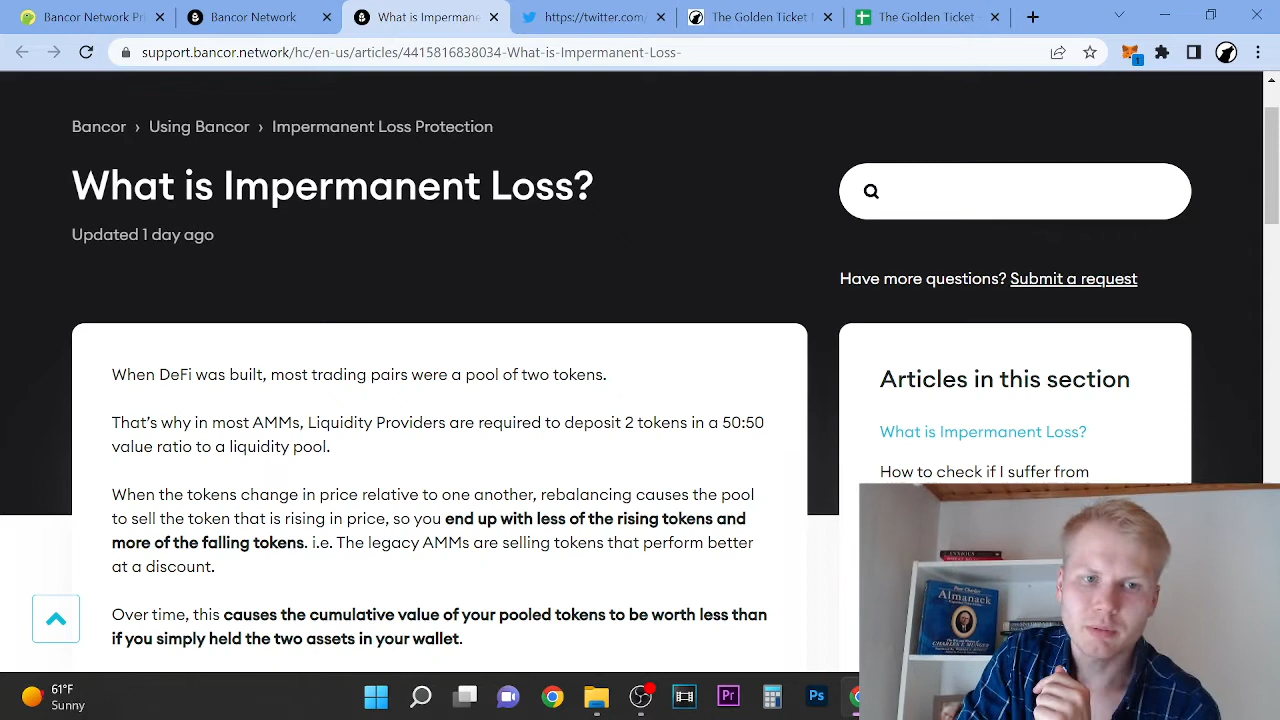 Bancor Network Pr
Bancor Network
What is Impermane
https://twitter.com/
The Golden Ticket
The Golden Ticket
support.bancor.network/hc/en-us/articles/4415816838034-What-is-Impermanent-Loss-
1
Bancor › Using Bancor › Impermanent Loss Protection
What is Impermanent Loss?
Updated 1 day ago
Have more questions? Submit a request
When DeFi was built, most trading pairs were a pool of two tokens.
That's why in most AMMs, Liquidity Providers are required to deposit 2 tokens in a 50:50
value ratio to a liquidity pool.
When the tokens change in price relative to one another, rebalancing causes the pool
to sell the token that is rising in price, so you end up with less of the rising tokens and
more of the falling tokens. i.e. The legacy AMMs are selling tokens that perform better
at a discount.
Over time, this causes the cumulative value of your pooled tokens to be worth less than
if you simply held the two assets in your wallet.
Articles in this section
What is Impermanent Loss?
How to check if I suffer from
Poor Charlie's
Almanack
CHARLES T. MUNGER
61°F
Sunny
Pr
Ps